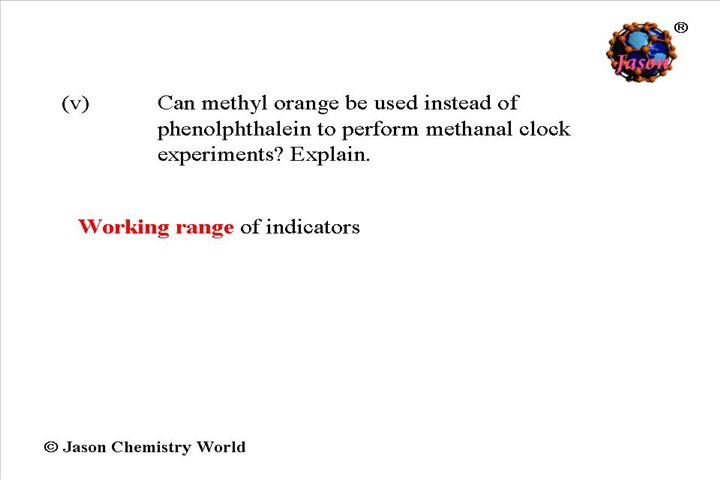 ®
Jason
(v) Can methyl orange be used instead of
phenolphthalein to perform methanal clock
experiments? Explain.
Working range of indicators
© Jason Chemistry World